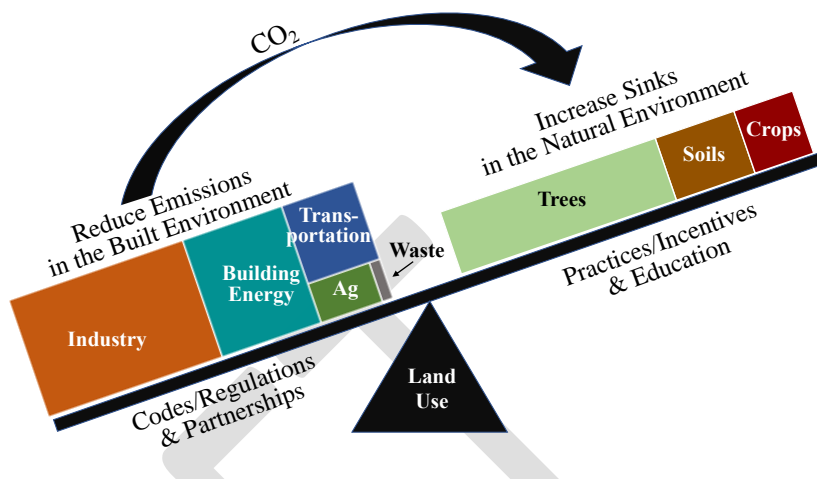 CO₂
Reduce Emissions
in the Built Environment
Increase Sinks
in the Natural Environment
Industry
Building
Energy
Trans-
portation
Ag
Waste
Trees
Soils
Crops
Codes/Regulations
& Partnerships
Land
Use
Practices/Incentives
& Education